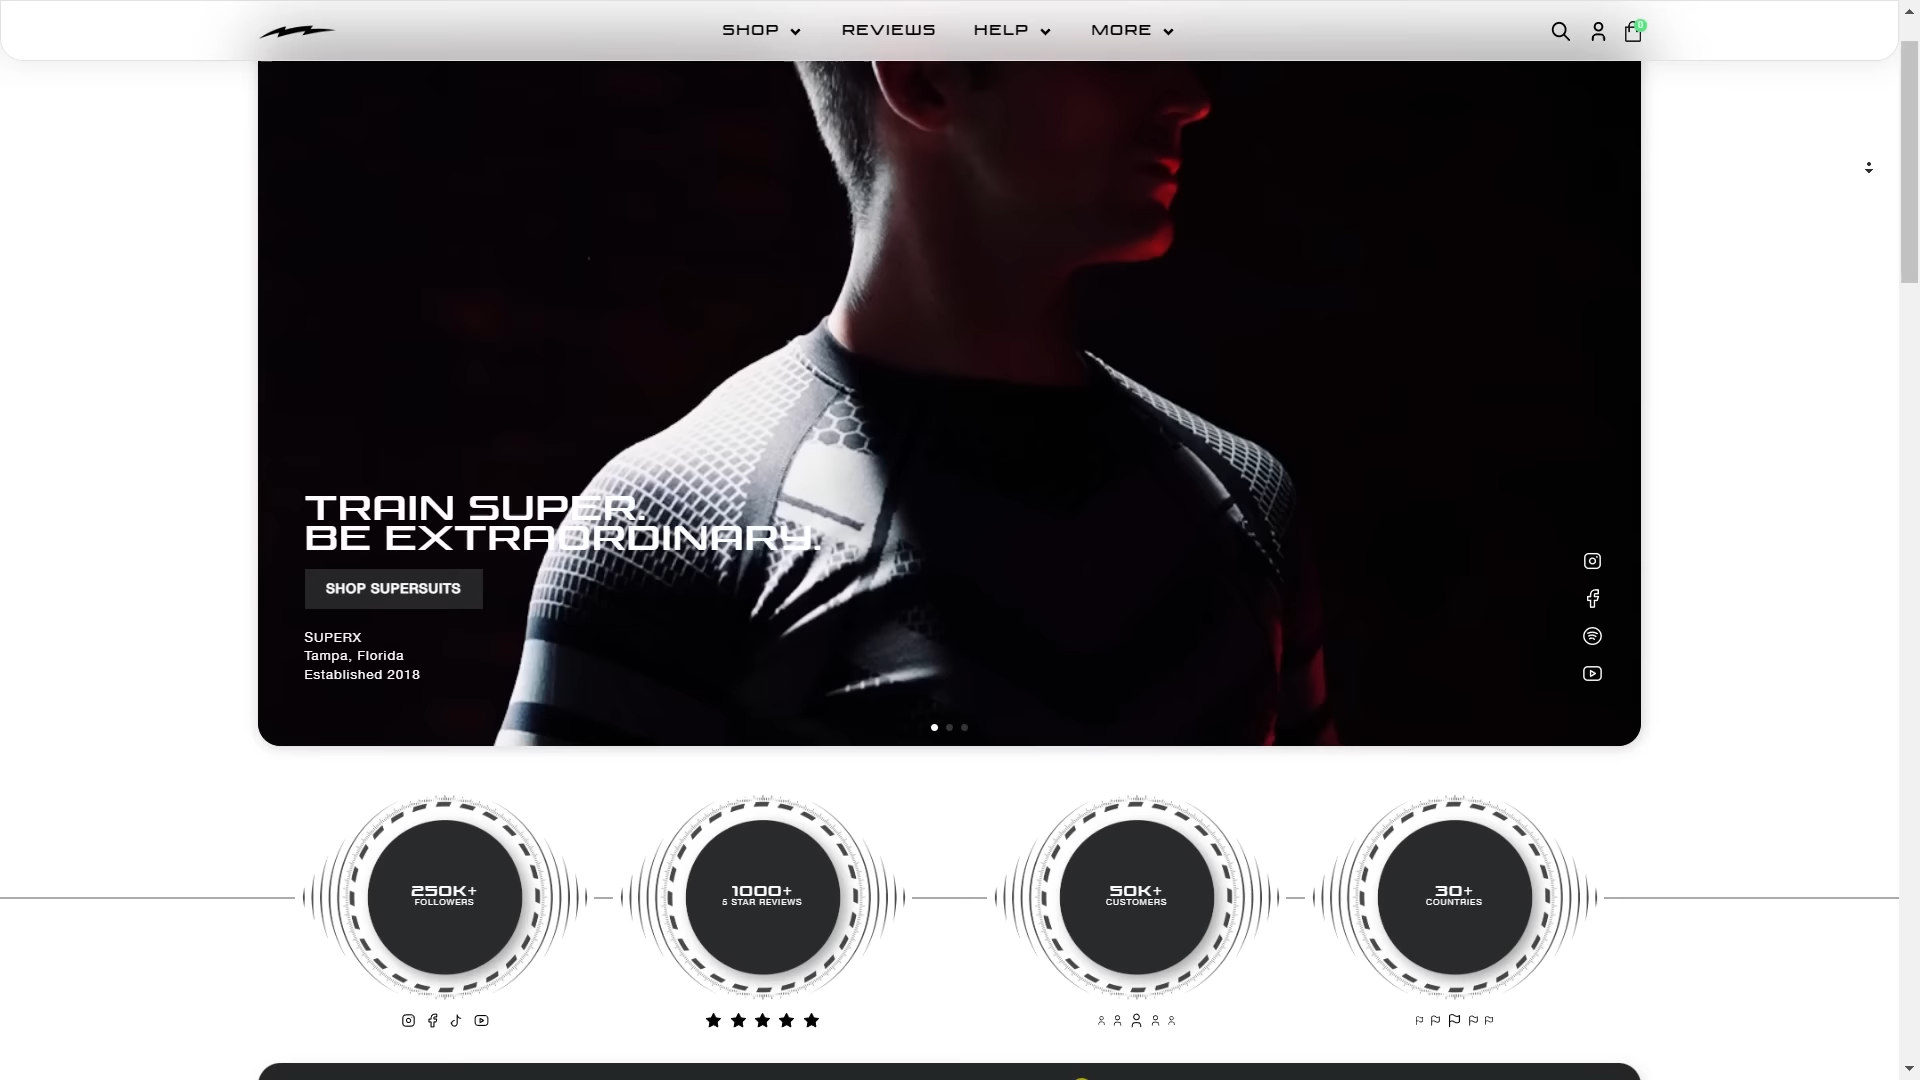 SHOP
REVIEWS
HELP
MORE
0
TRAIN SUPER.
BE EXTRAORDINARY.
SHOP SUPERSUITS
SUPERX
Tampa, Florida
Established 2018
250K+
FOLLOWERS
1000+
5 STAR REVIEWS
50K+
CUSTOMERS
30+
COUNTRIES